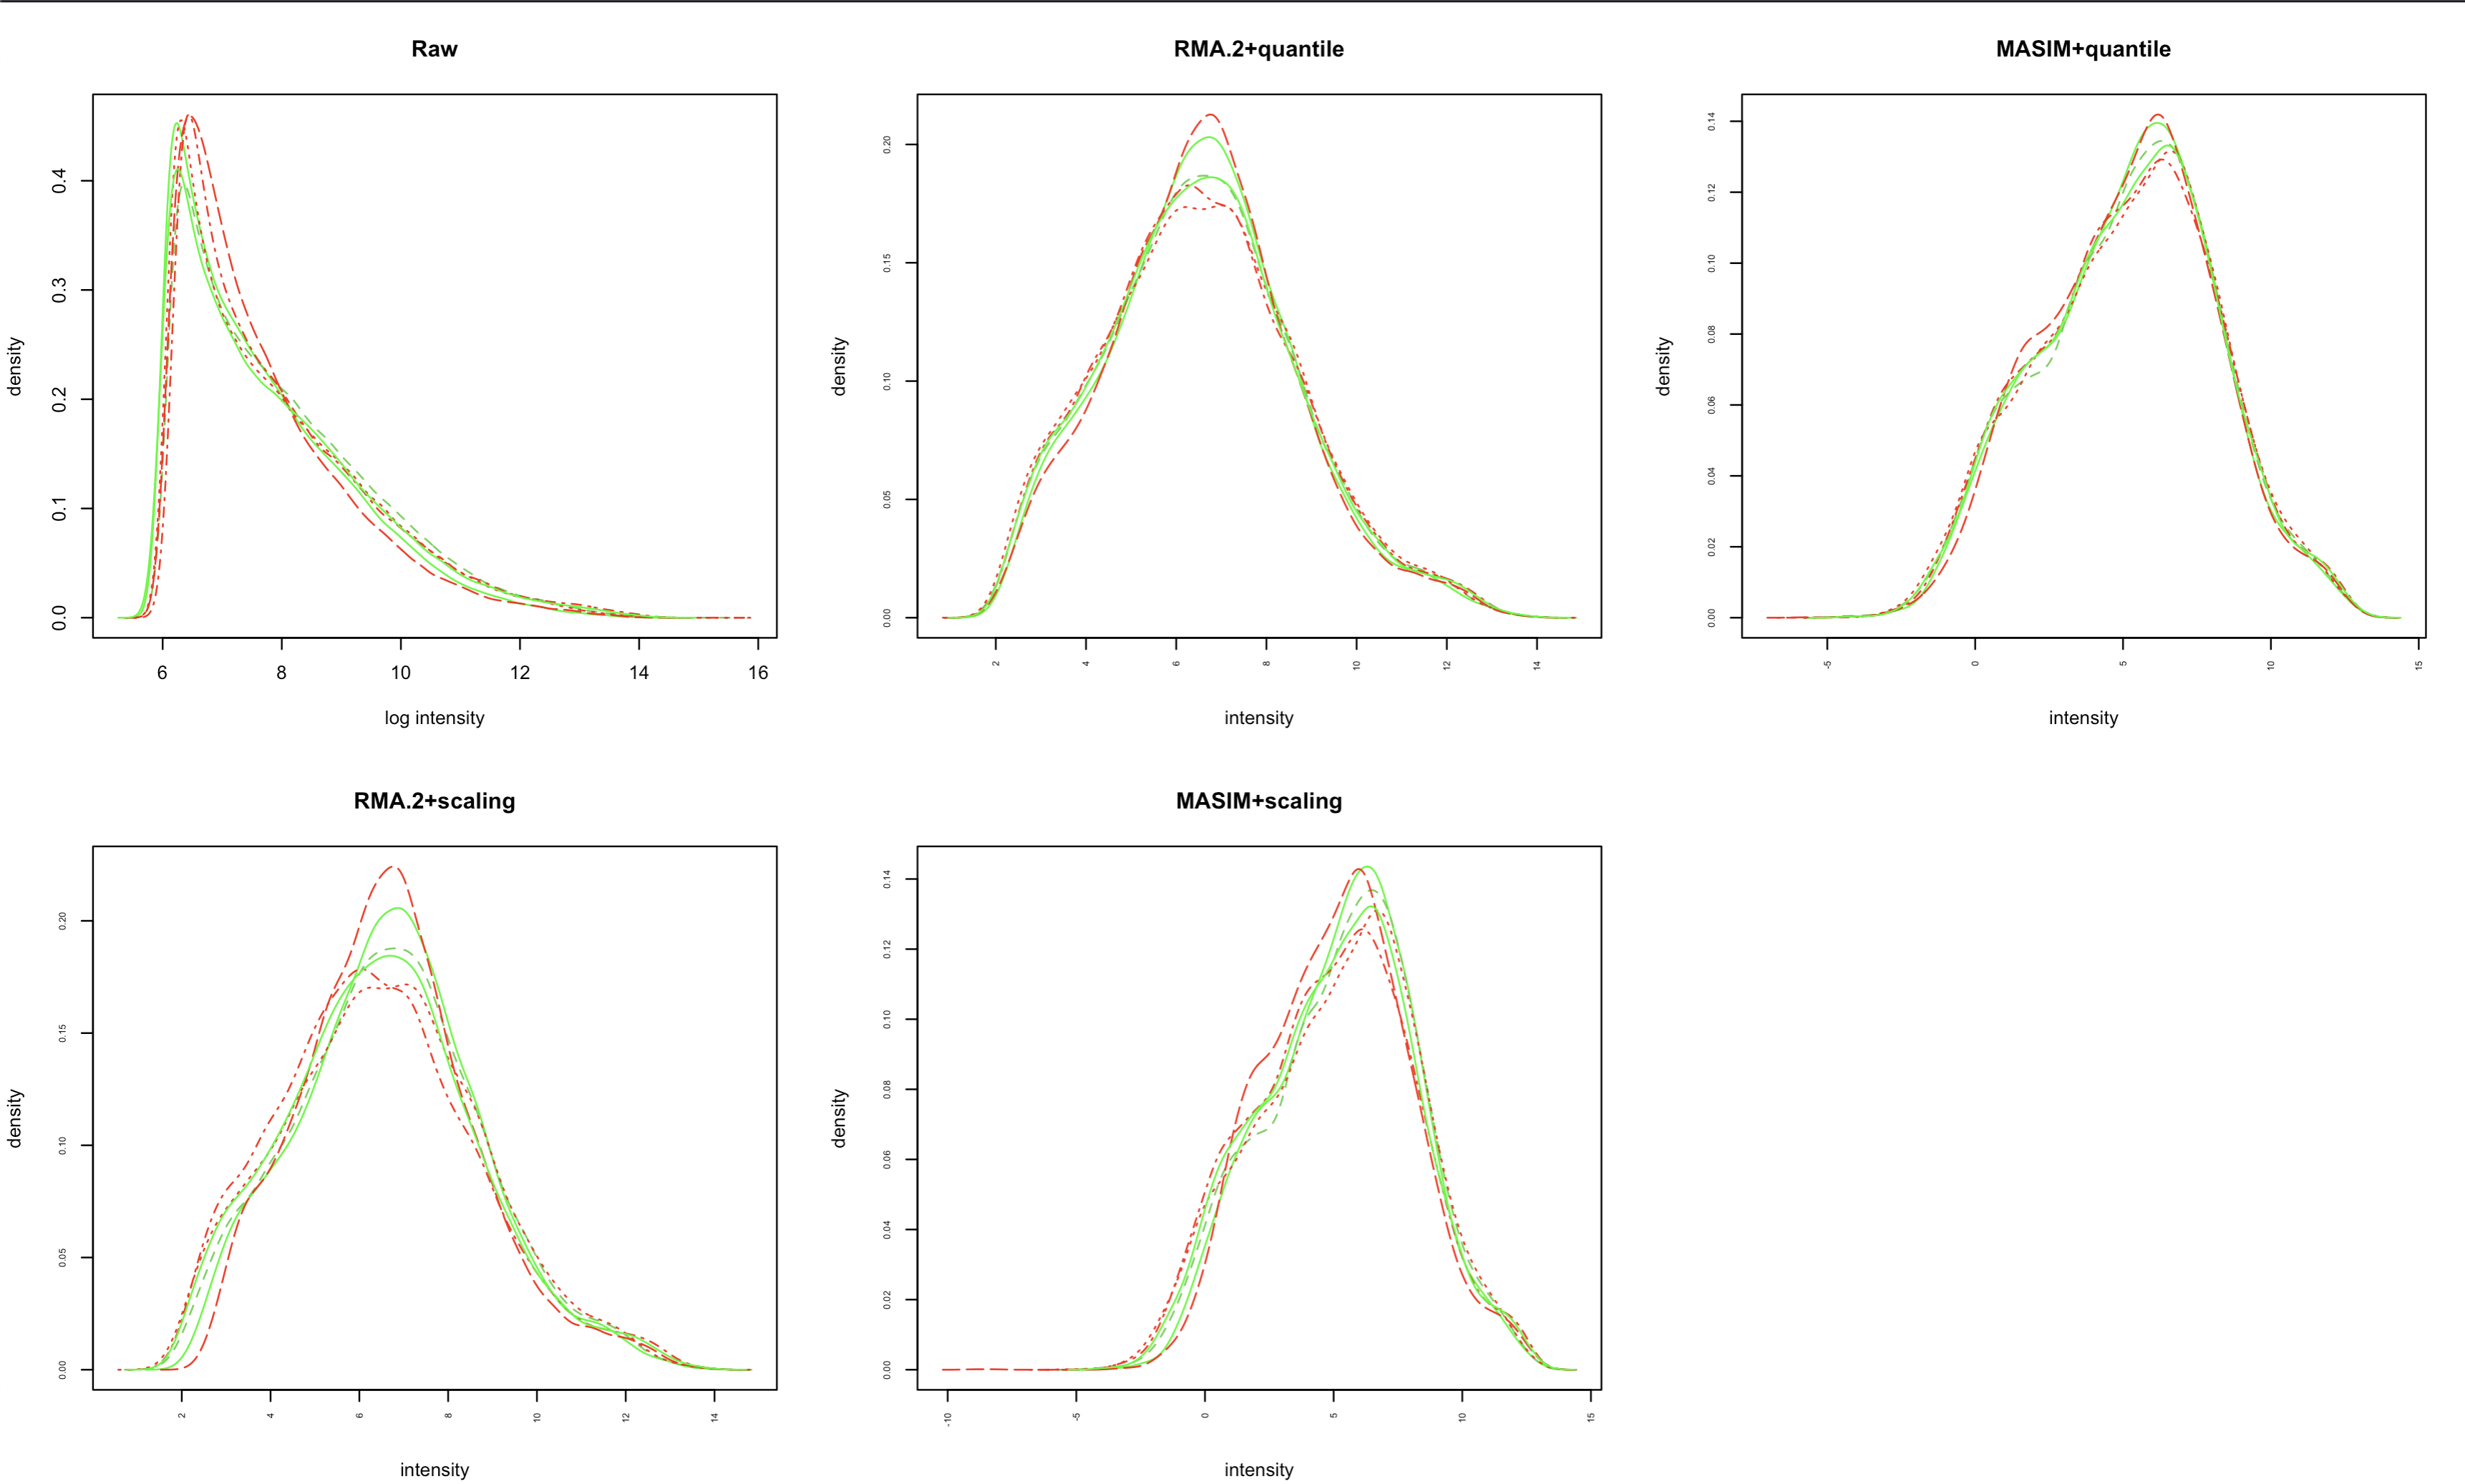 Raw
density
0.0 0.1 0.2 0.3 0.4
6 8 10 12 14 16
log intensity
RMA.2+quantile
density
0.00 0.05 0.10 0.15 0.20
2 4 6 8 10 12 14
intensity
MASIM+quantile
density
0.00 0.02 0.04 0.06 0.08 0.10 0.12 0.14
-5 0 5 10 15
intensity
RMA.2+scaling
density
0.00 0.05 0.10 0.15 0.20
2 4 6 8 10 12 14
intensity
MASIM+scaling
density
0.00 0.02 0.04 0.06 0.08 0.10 0.12 0.14
-10 -5 0 5 10 15
intensity